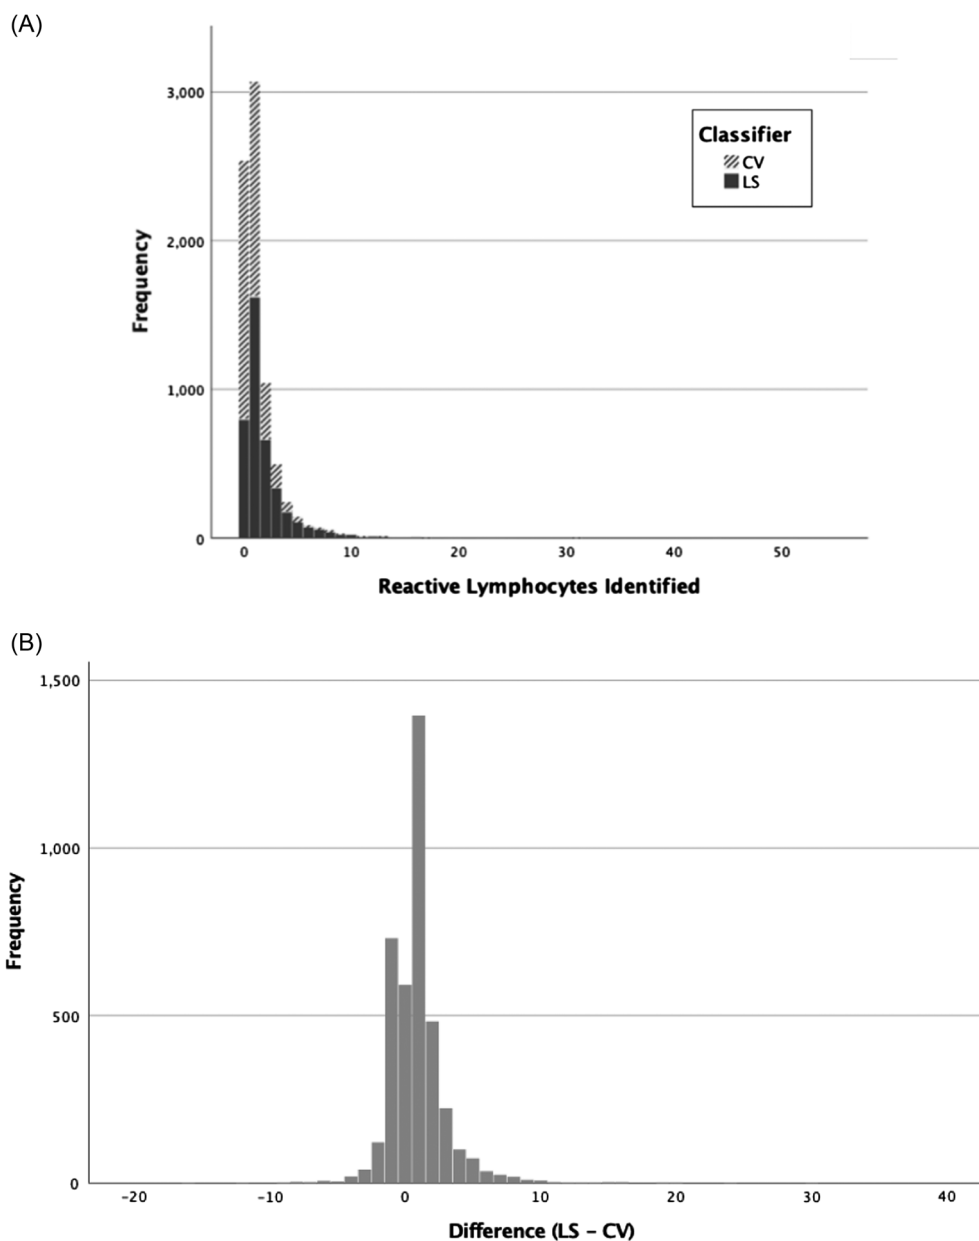 (A)
3,000
2,000
1,000
0
Frequency
Classifier
CV
LS
0 10 20 30 40 50
Reactive Lymphocytes Identified
(B)
1,500
1,000
500
0
Frequency
-20 -10 0 10 20 30 40
Difference (LS – CV)